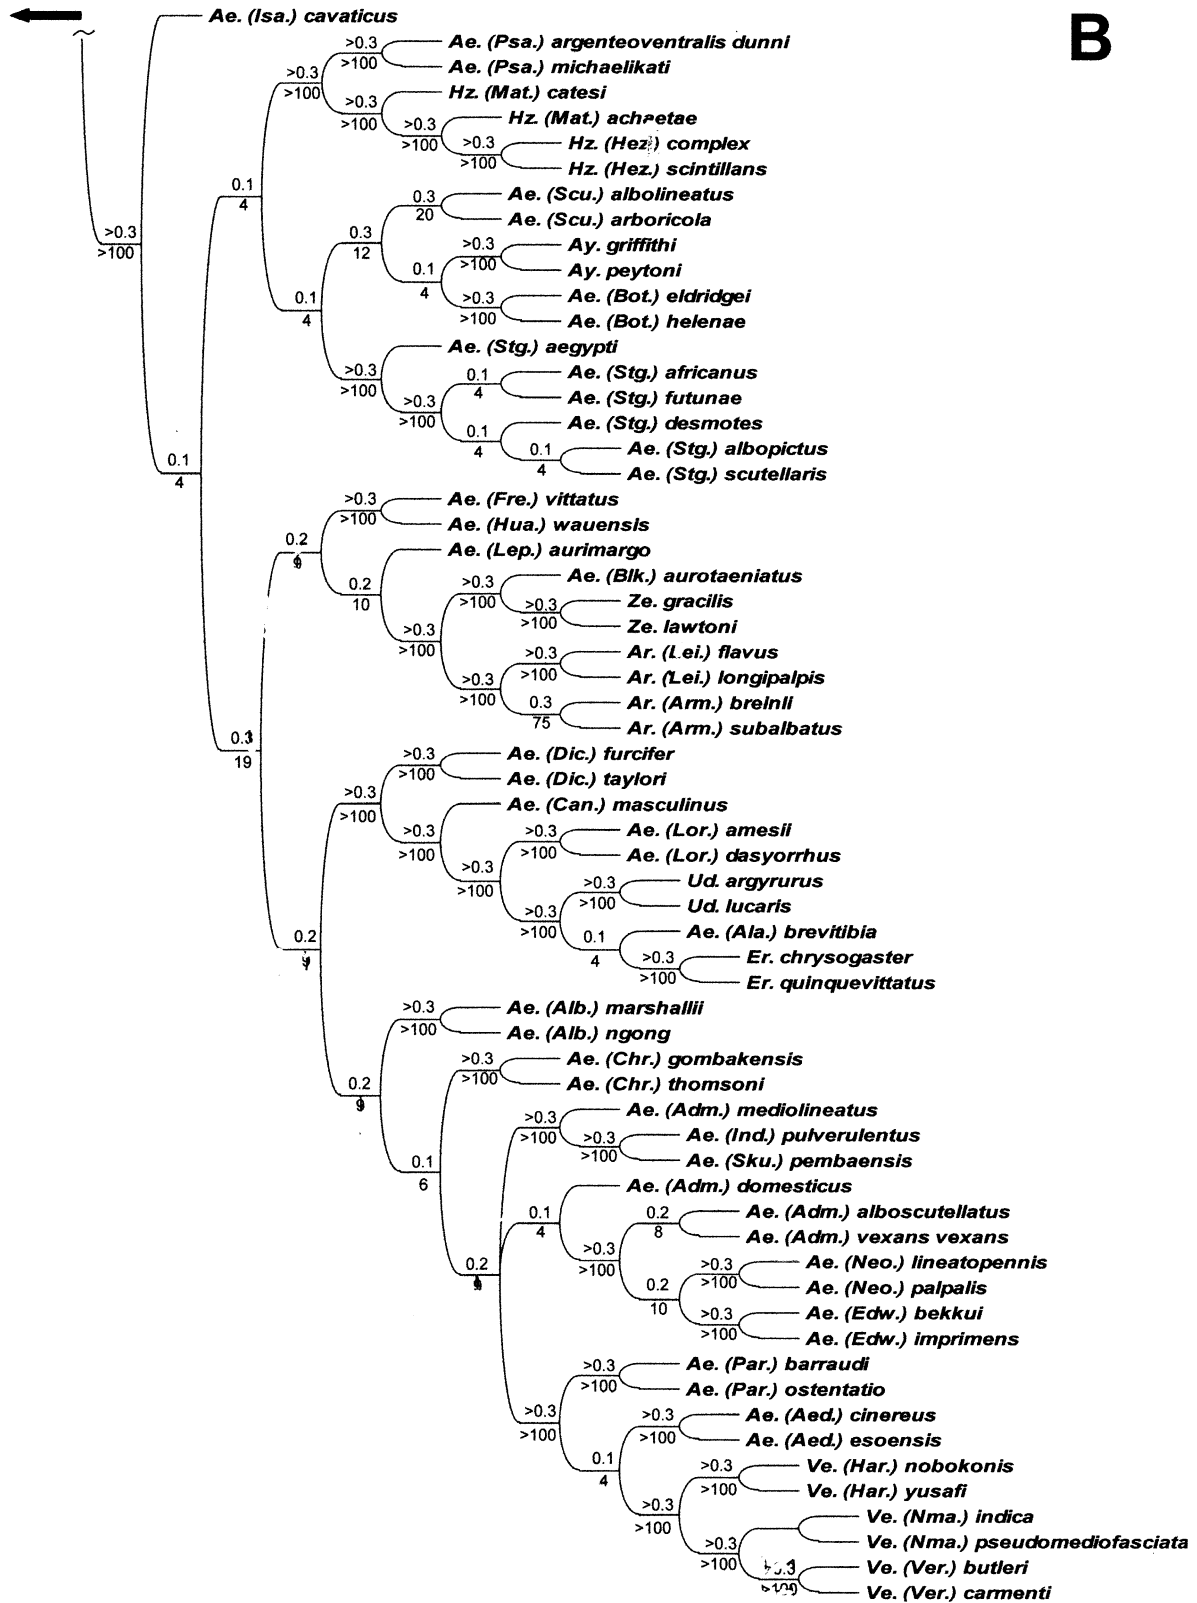 B
Ae. (Isa.) cavaticus
>0.3
Ae. (Psa.) argenteoventralis dunni
>100
Ae. (Psa.) michaelikati
>0.3
>100
Hz. (Mat.) catesi
>0.3
>100
Hz. (Mat.) achaetae
>0.3
>100
>0.3
Hz. (Hez.) complex
>100
Hz. (Hez.) scintillans
0.1
4
0.3
Ae. (Scu.) albolineatus
20
Ae. (Scu.) arboricola
>0.3
>100
0.3
12
>0.3
Ay. griffithi
>100
Ay. peytoni
0.1
4
>0.3
Ae. (Bot.) eldridgei
>100
Ae. (Bot.) helenae
0.1
4
Ae. (Stg.) aegypti
>0.3
>100
0.1
Ae. (Stg.) africanus
4
Ae. (Stg.) futunae
>0.3
>100
Ae. (Stg.) desmotes
0.1
4
0.1
Ae. (Stg.) albopictus
4
Ae. (Stg.) scutellaris
0.1
4
>0.3
Ae. (Fre.) vittatus
>100
Ae. (Hua.) wauensis
0.2
9
Ae. (Lep.) aurimargo
0.2
10
>0.3
Ae. (Blk.) aurotaeniatus
>100
>0.3
Ze. gracilis
>100
Ze. lawtoni
>0.3
>100
>0.3
Ar. (Lei.) flavus
>100
Ar. (Lei.) longipalpis
>0.3
>100
0.3
Ar. (Arm.) breinli
75
Ar. (Arm.) subalbatus
0.3
19
>0.3
Ae. (Dic.) furcifer
>100
Ae. (Dic.) taylori
>0.3
>100
Ae. (Can.) masculinus
>0.3
>100
>0.3
Ae. (Lor.) amesii
>100
Ae. (Lor.) dasyorrhus
>0.3
>100
>0.3
Ud. argyrurus
>100
Ud. lucaris
>0.3
>100
Ae. (Ala.) brevitibia
0.1
4
>0.3
Er. chrysogaster
>100
Er. quinquevittatus
0.2
>0.3
Ae. (Alb.) marshallii
>100
Ae. (Alb.) ngong
0.2
9
>0.3
Ae. (Chr.) gombakensis
>100
Ae. (Chr.) thomsoni
0.1
6
>0.3
Ae. (Adm.) mediolineatus
>100
>0.3
Ae. (Ind.) pulverulentus
>100
Ae. (Sku.) pembaensis
Ae. (Adm.) domesticus
0.1
4
0.2
Ae. (Adm.) alboscutellatus
8
Ae. (Adm.) vexans vexans
>0.3
>100
>0.3
Ae. (Neo.) lineatopennis
>100
Ae. (Neo.) palpalis
0.2
10
>0.3
Ae. (Edw.) bekkui
>100
Ae. (Edw.) imprimens
0.2
>0.3
Ae. (Par.) barraudi
>100
Ae. (Par.) ostentatio
>0.3
>100
>0.3
Ae. (Aed.) cinereus
>100
Ae. (Aed.) esoensis
0.1
4
>0.3
Ve. (Har.) nobokonis
>100
Ve. (Har.) yusafi
>0.3
>100
Ve. (Nma.) indica
Ve. (Nma.) pseudomediofasciata
>0.3
>100
Ve. (Ver.) butleri
Ve. (Ver.) carmenti